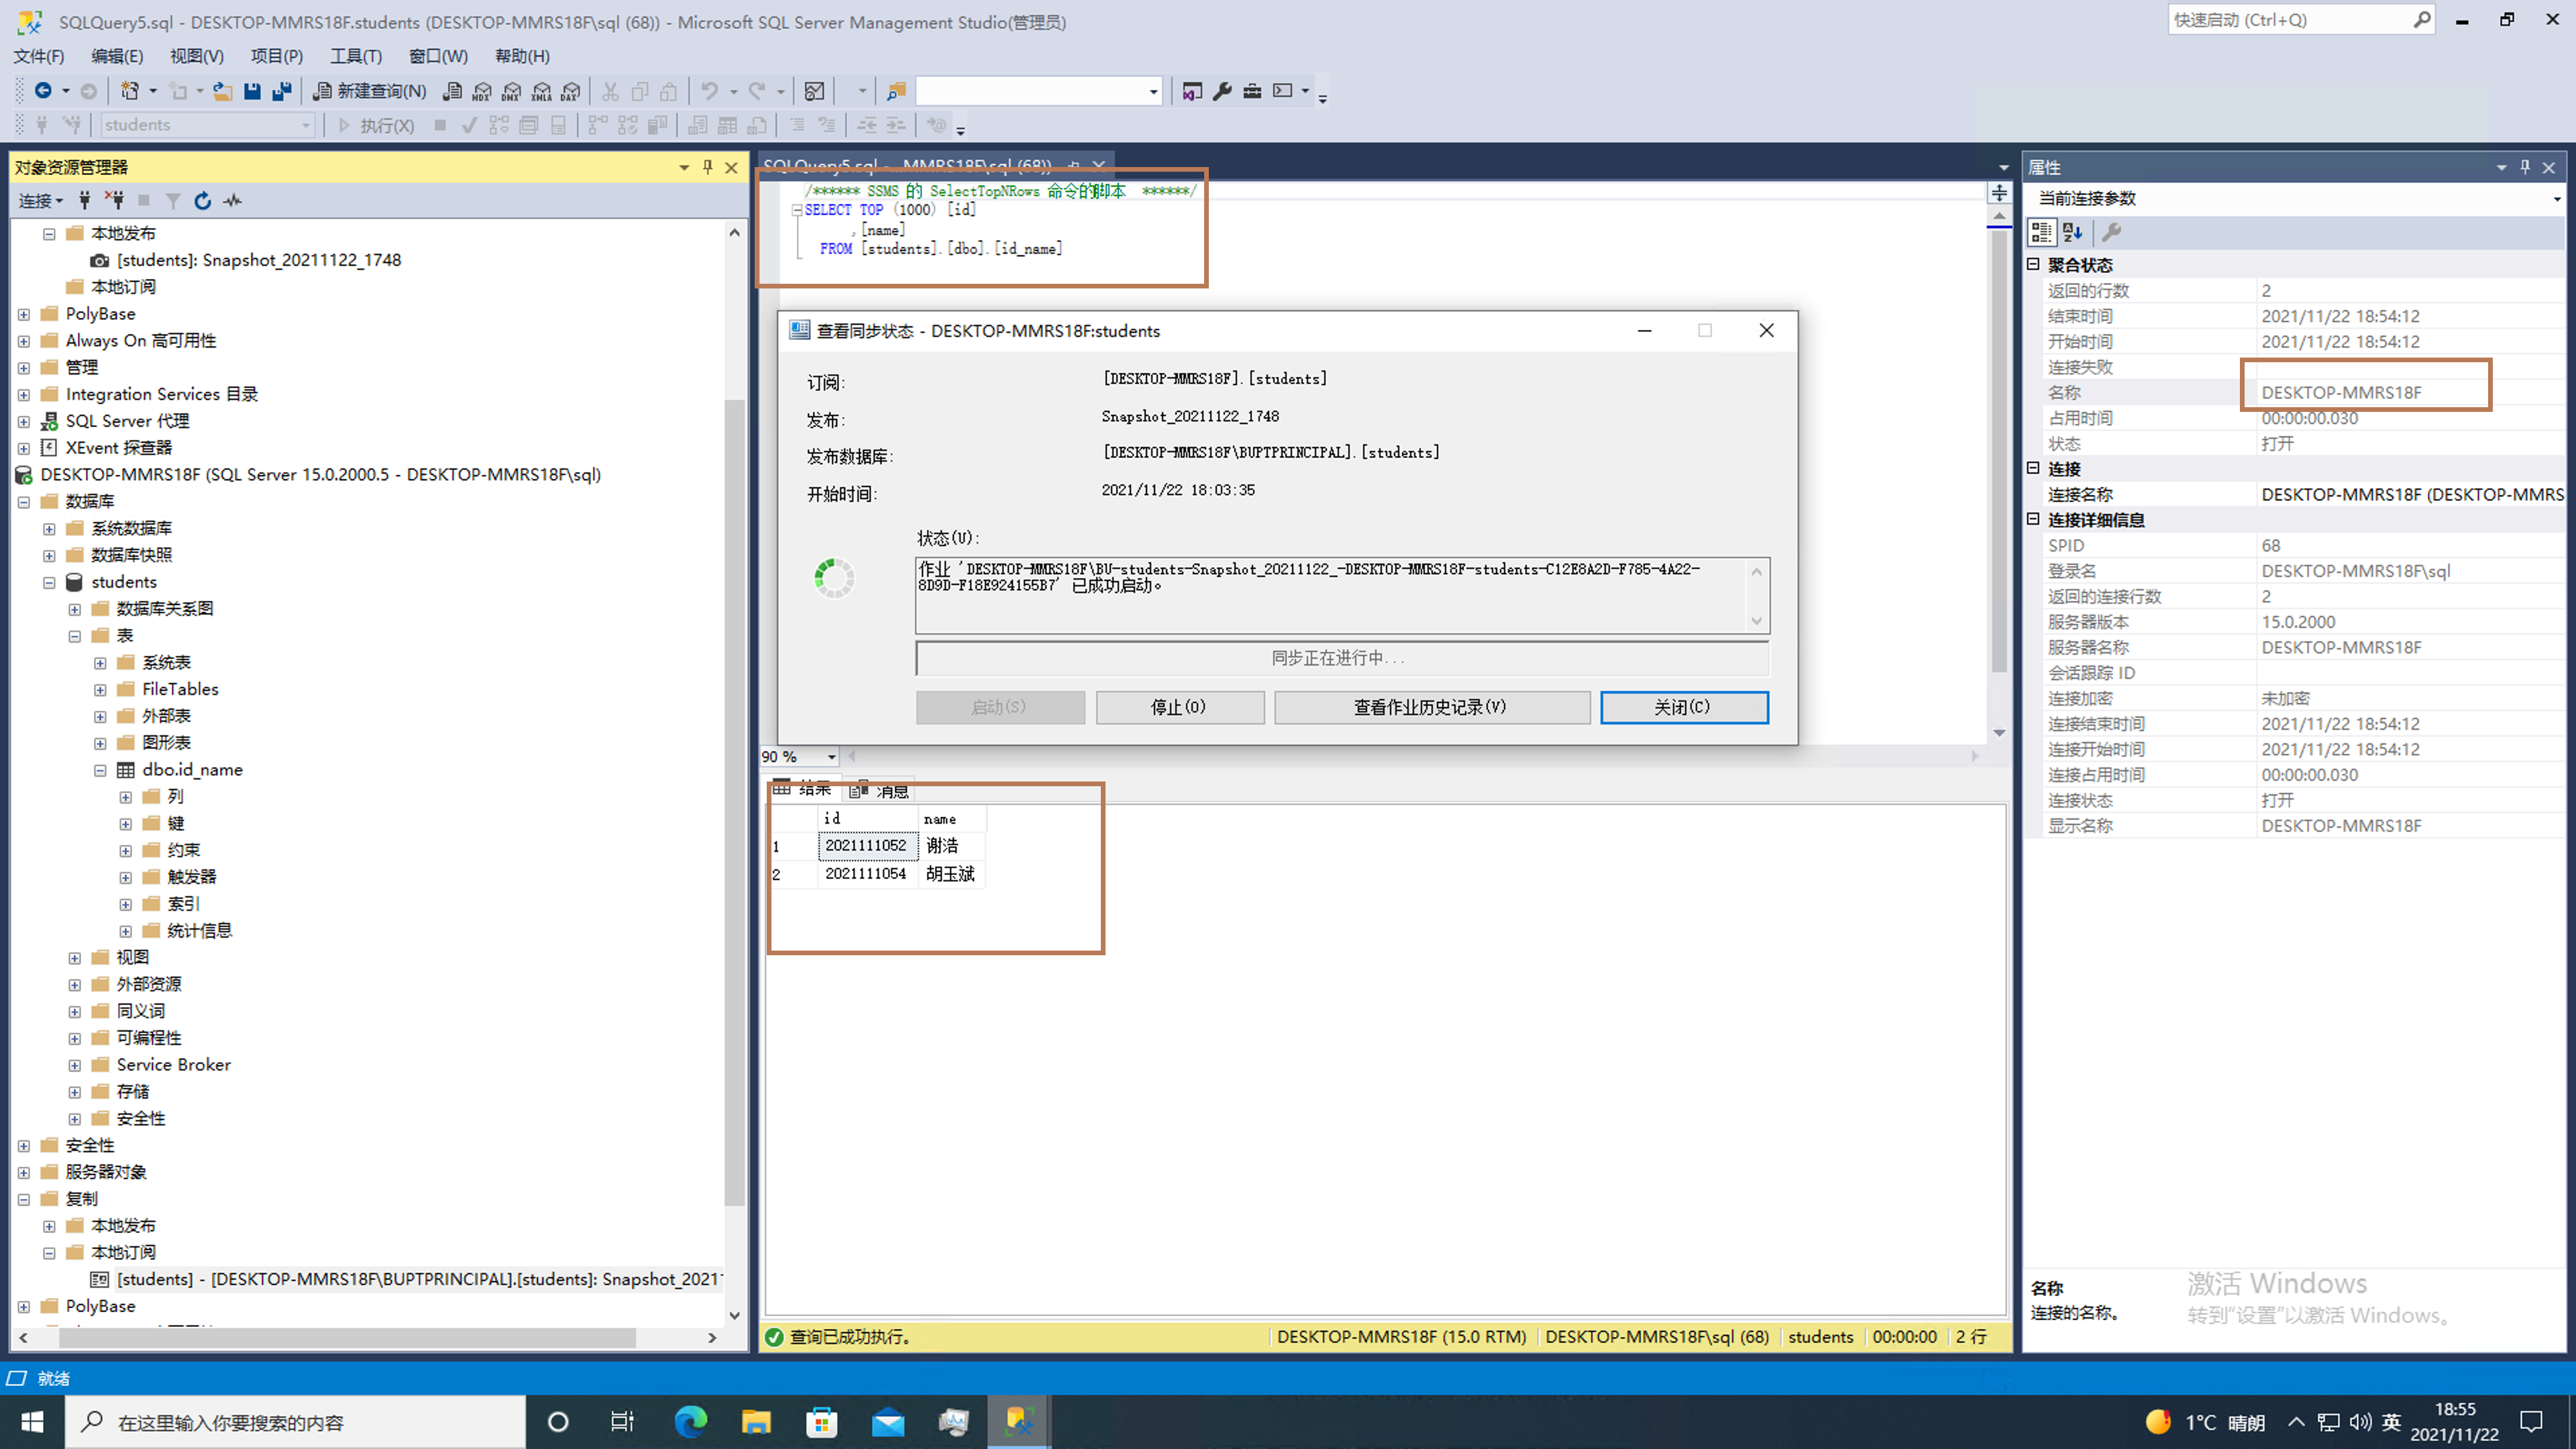 SQLQuery5.sql - DESKTOP-MMRS18F.students (DESKTOP-MMRS18F\sql (68)) - Microsoft SQL Server Management Studio(管理员)
快速启动 (Ctrl+Q)
文件(F) 编辑(E) 视图(V) 项目(P) 工具(T) 窗口(W) 帮助(H)
新建查询(N) MDX DMX XMLA DAX
students 执行(X)
对象资源管理器
连接
本地发布
[students]: Snapshot_20211122_1748
本地订阅
PolyBase
Always On 高可用性
管理
Integration Services 目录
SQL Server 代理
XEvent 探查器
DESKTOP-MMRS18F (SQL Server 15.0.2000.5 - DESKTOP-MMRS18F\sql)
数据库
系统数据库
数据库快照
students
数据库关系图
表
系统表
FileTables
外部表
图形表
dbo.id_name
列
键
约束
触发器
索引
统计信息
视图
外部资源
同义词
可编程性
Service Broker
存储
安全性
安全性
服务器对象
复制
本地发布
本地订阅
[students] - [DESKTOP-MMRS18F\BUPTPRINCIPAL].[students]: Snapshot_2021
PolyBase
SQLQuery5.sql - ...MMRS18F\sql (68))
/****** SSMS 的 SelectTopNRows 命令的脚本 ******/
SELECT TOP (1000) [id]
,[name]
FROM [students].[dbo].[id_name]
查看同步状态 - DESKTOP-MMRS18F:students
订阅: [DESKTOP-MMRS18F].[students]
发布: Snapshot_20211122_1748
发布数据库: [DESKTOP-MMRS18F\BUPTPRINCIPAL].[students]
开始时间: 2021/11/22 18:03:35
状态(U):
作业 'DESKTOP-MMRS18F\BU-students-Snapshot_20211122_-DESKTOP-MMRS18F-students-C12E8A2D-F785-4A22-
8D9D-F18E924155B7' 已成功启动。
同步正在进行中...
启动(S) 停止(O) 查看作业历史记录(V) 关闭(C)
90 %
结果 消息
id name
1 2021111052 谢浩
2 2021111054 胡玉斌
查询已成功执行。 DESKTOP-MMRS18F (15.0 RTM) DESKTOP-MMRS18F\sql (68) students 00:00:00 2 行
属性
当前连接参数
聚合状态
返回的行数 2
结束时间 2021/11/22 18:54:12
开始时间 2021/11/22 18:54:12
连接失败
名称 DESKTOP-MMRS18F
占用时间 00:00:00.030
状态 打开
连接
连接名称 DESKTOP-MMRS18F (DESKTOP-MMRS
连接详细信息
SPID 68
登录名 DESKTOP-MMRS18F\sql
返回的连接行数 2
服务器版本 15.0.2000
服务器名称 DESKTOP-MMRS18F
会话跟踪 ID
连接加密 未加密
连接结束时间 2021/11/22 18:54:12
连接开始时间 2021/11/22 18:54:12
连接占用时间 00:00:00.030
连接状态 打开
显示名称 DESKTOP-MMRS18F
名称
连接的名称。
激活 Windows
转到“设置”以激活 Windows。
就绪
在这里输入你要搜索的内容
1°C 晴朗 英
18:55
2021/11/22